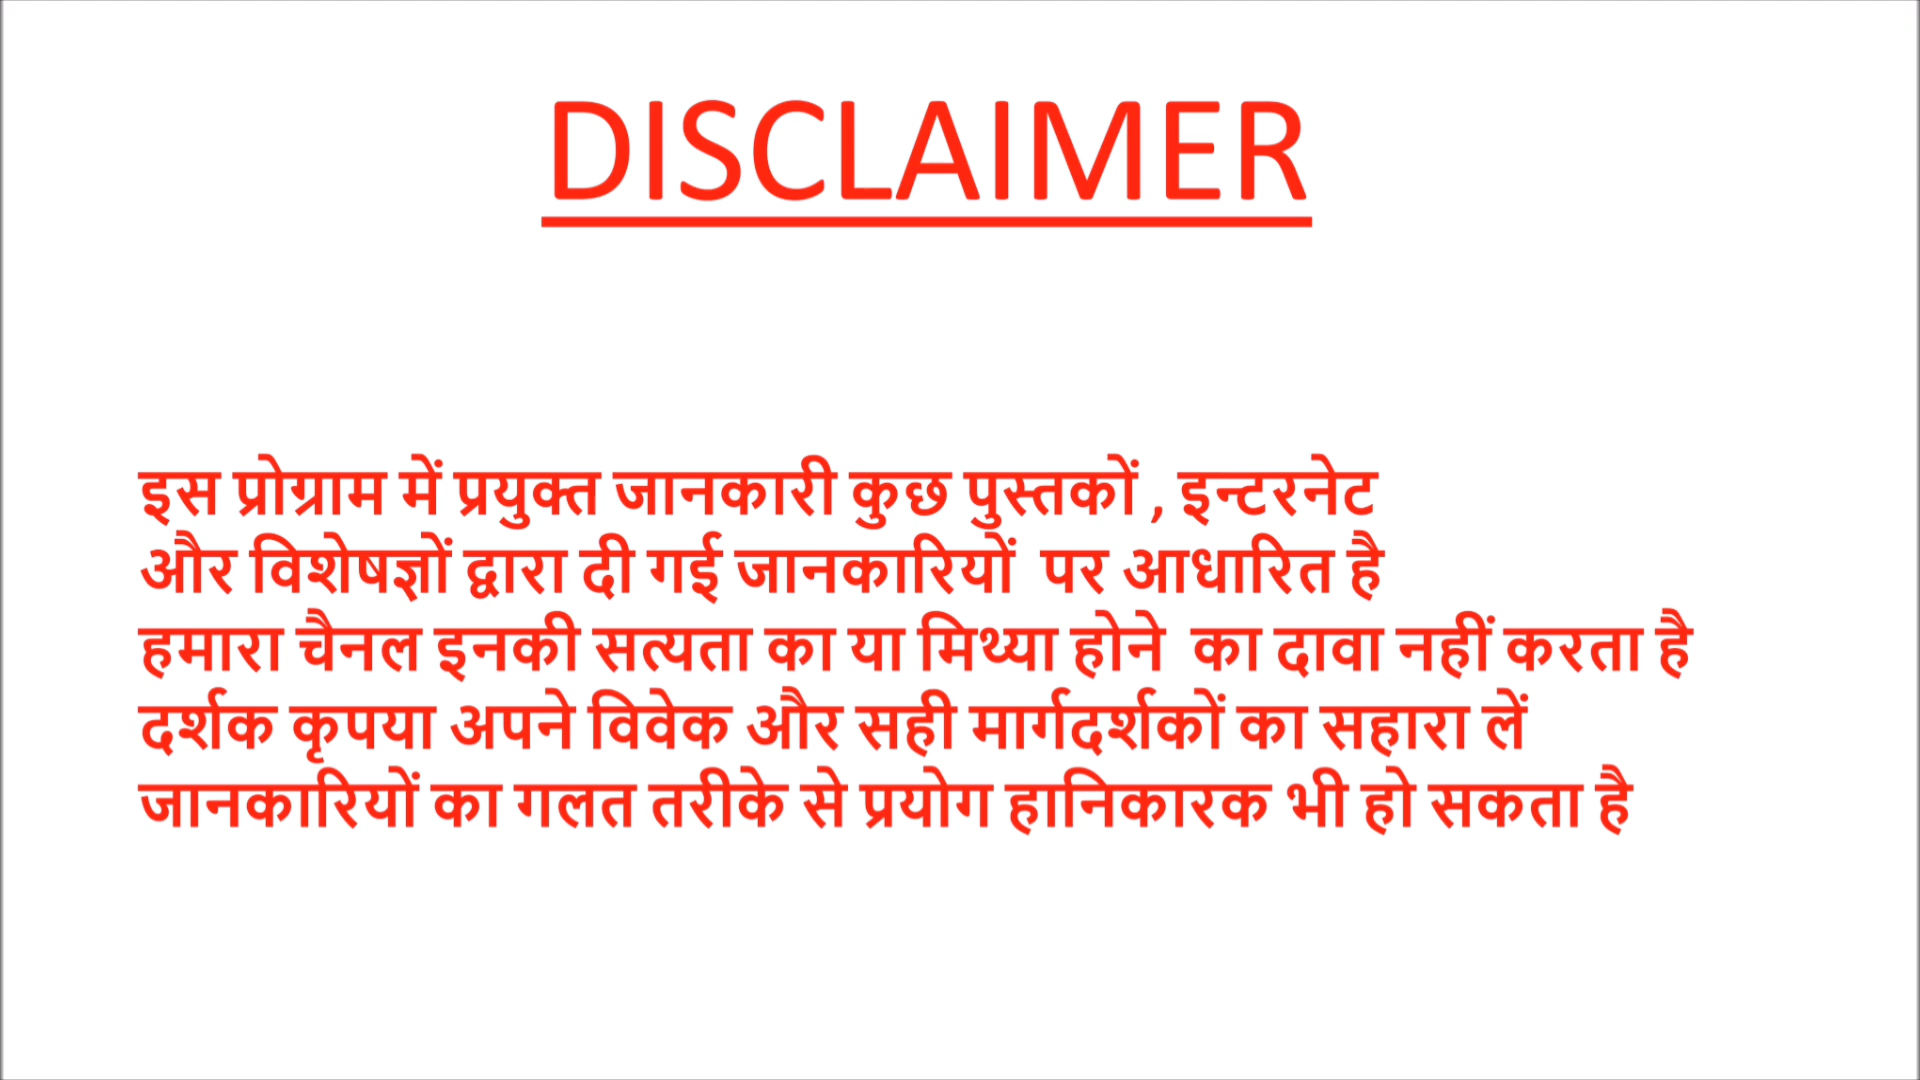 DISCLAIMER
इस प्रोग्राम में प्रयुक्त जानकारी कुछ पुस्तकों , इन्टरनेट
और विशेषज्ञों द्वारा दी गई जानकारियों पर आधारित है
हमारा चैनल इनकी सत्यता का या मिथ्या होने का दावा नहीं करता है
दर्शक कृपया अपने विवेक और सही मार्गदर्शकों का सहारा लें
जानकारियों का गलत तरीके से प्रयोग हानिकारक भी हो सकता है